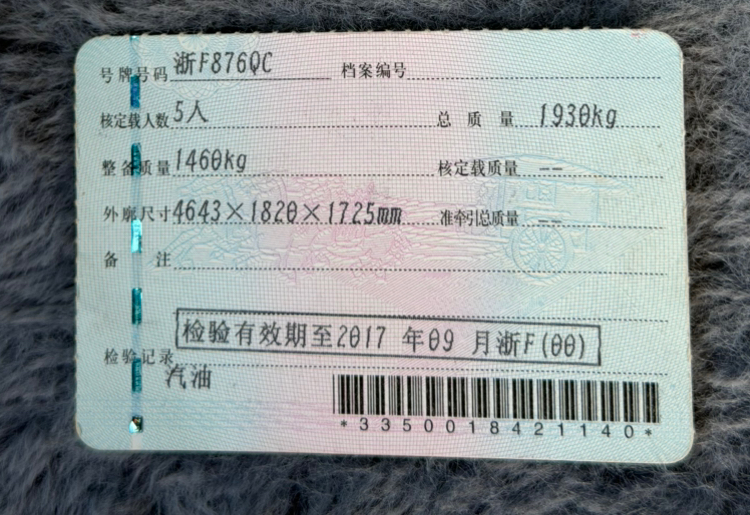 号牌号码 浙F876QC 档案编号
核定载人数 5人 总质量 1930kg
整备质量 1460kg 核定载质量 --
外廓尺寸 4643×1820×1725mm 准牵引总质量 --
备注
检验有效期至2017 年09 月浙F(00)
检验记录
汽油
*3350018421140*